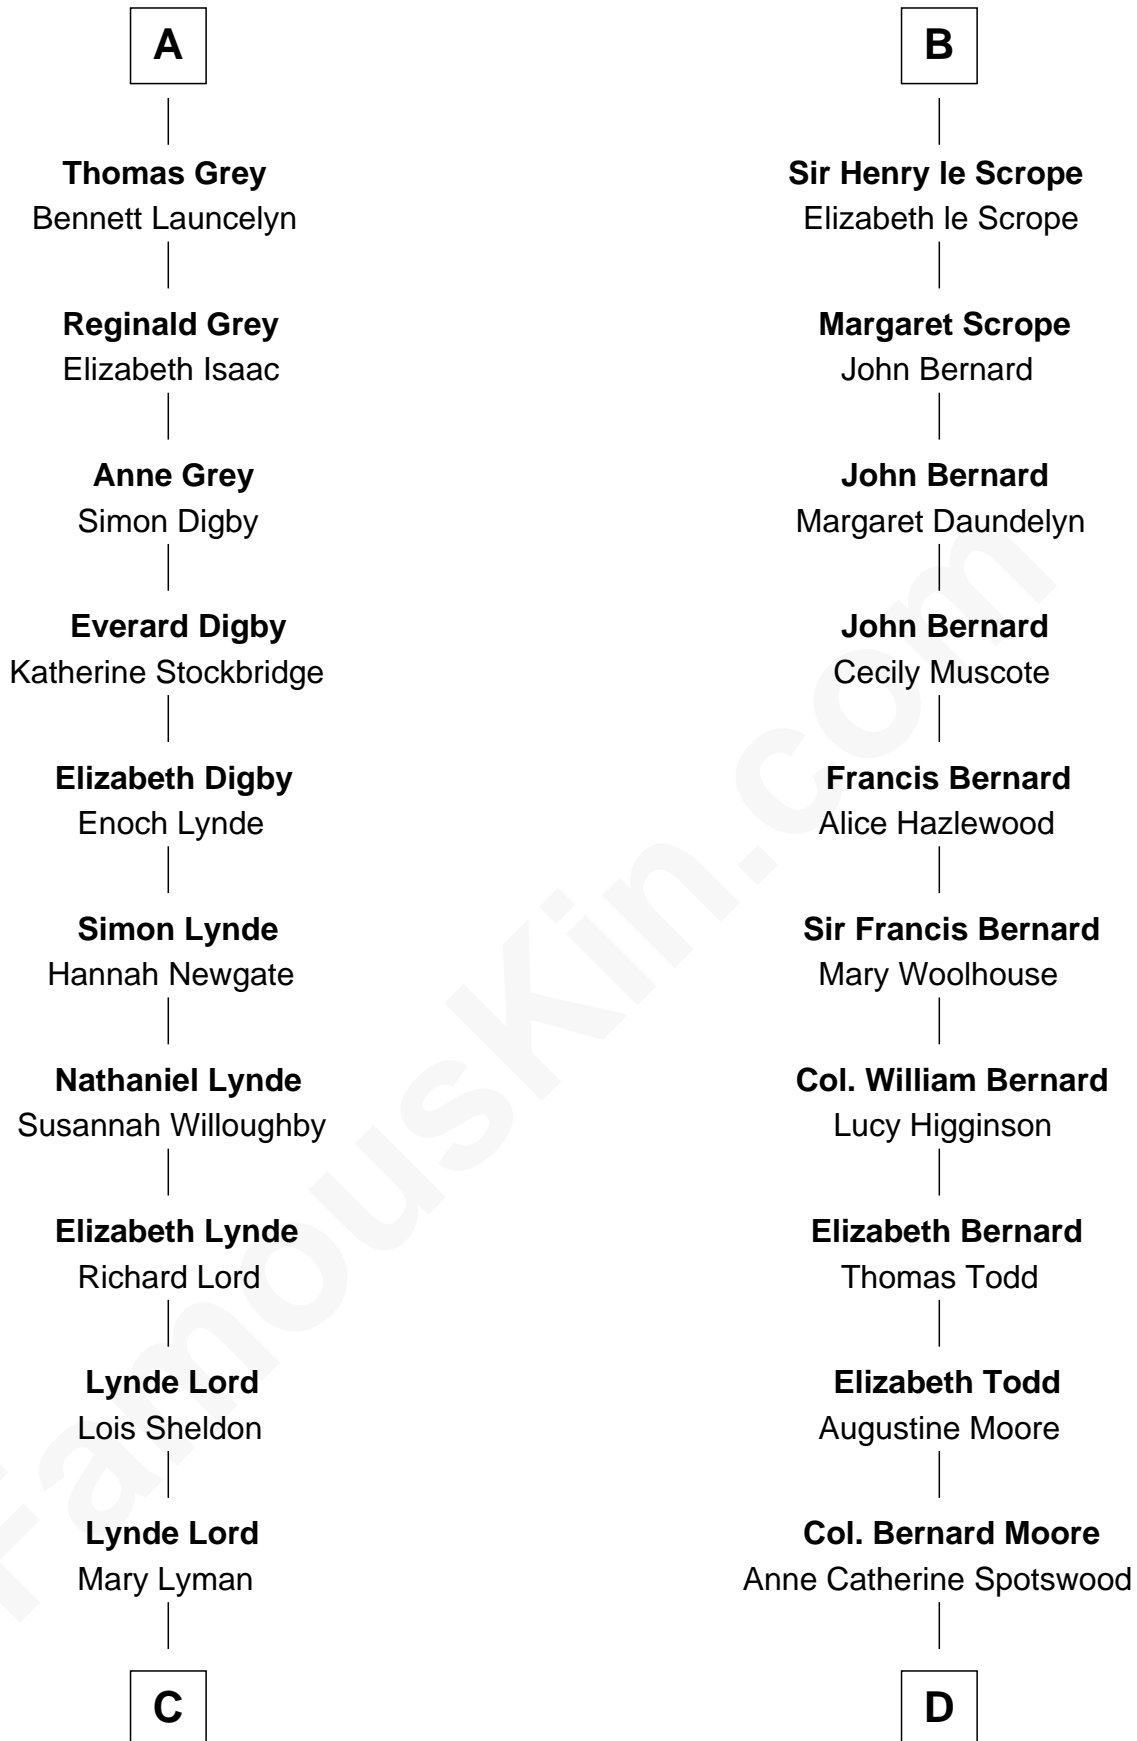 A
Thomas Grey
Bennett Launcelyn
Reginald Grey
Elizabeth Isaac
Anne Grey
Simon Digby
Everard Digby
Katherine Stockbridge
Elizabeth Digby
Enoch Lynde
Simon Lynde
Hannah Newgate
Nathaniel Lynde
Susannah Willoughby
Elizabeth Lynde
Richard Lord
Lynde Lord
Lois Sheldon
Lynde Lord
Mary Lyman
C
B
Sir Henry le Scrope
Elizabeth le Scrope
Margaret Scrope
John Bernard
John Bernard
Margaret Daundelyn
John Bernard
Cecily Muscote
Francis Bernard
Alice Hazlewood
Sir Francis Bernard
Mary Woolhouse
Col. William Bernard
Lucy Higginson
Elizabeth Bernard
Thomas Todd
Elizabeth Todd
Augustine Moore
Col. Bernard Moore
Anne Catherine Spotswood
D
FamousKin.com